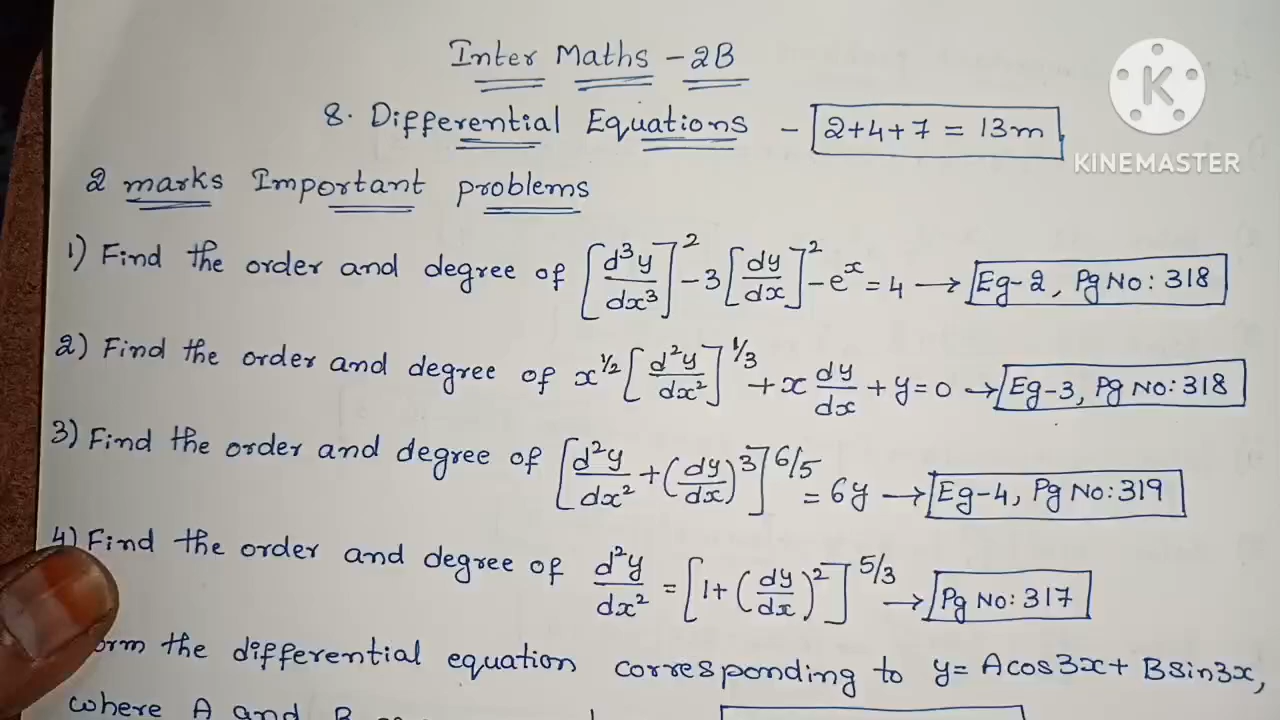 Inter Maths - 2B
8. Differential Equations - 2+4+7 = 13m
K
KINEMASTER
2 marks Important problems
1) Find the order and degree of [d³y/dx³]² - 3[dy/dx]² - eˣ = 4 → Eg-2, Pg No: 318
2) Find the order and degree of x^1/2 [d²y/dx²]^1/3 + x dy/dx + y = 0 → Eg-3, Pg No: 318
3) Find the order and degree of [d²y/dx² + (dy/dx)³]^6/5 = 6y → Eg-4, Pg No: 319
4) Find the order and degree of d²y/dx² = [1+(dy/dx)²]^5/3 → Pg No: 317
orm the differential equation corresponding to y= Acos3x+ Bsin3x,
where A and B